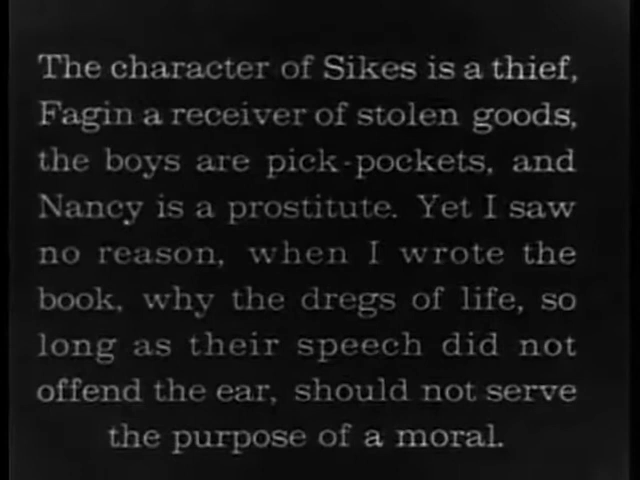 The character of Sikes is a thief,
Fagin a receiver of stolen goods,
the boys are pick-pockets, and
Nancy is a prostitute. Yet I saw
no reason, when I wrote the
book, why the dregs of life, so
long as their speech did not
offend the ear, should not serve
the purpose of a moral.